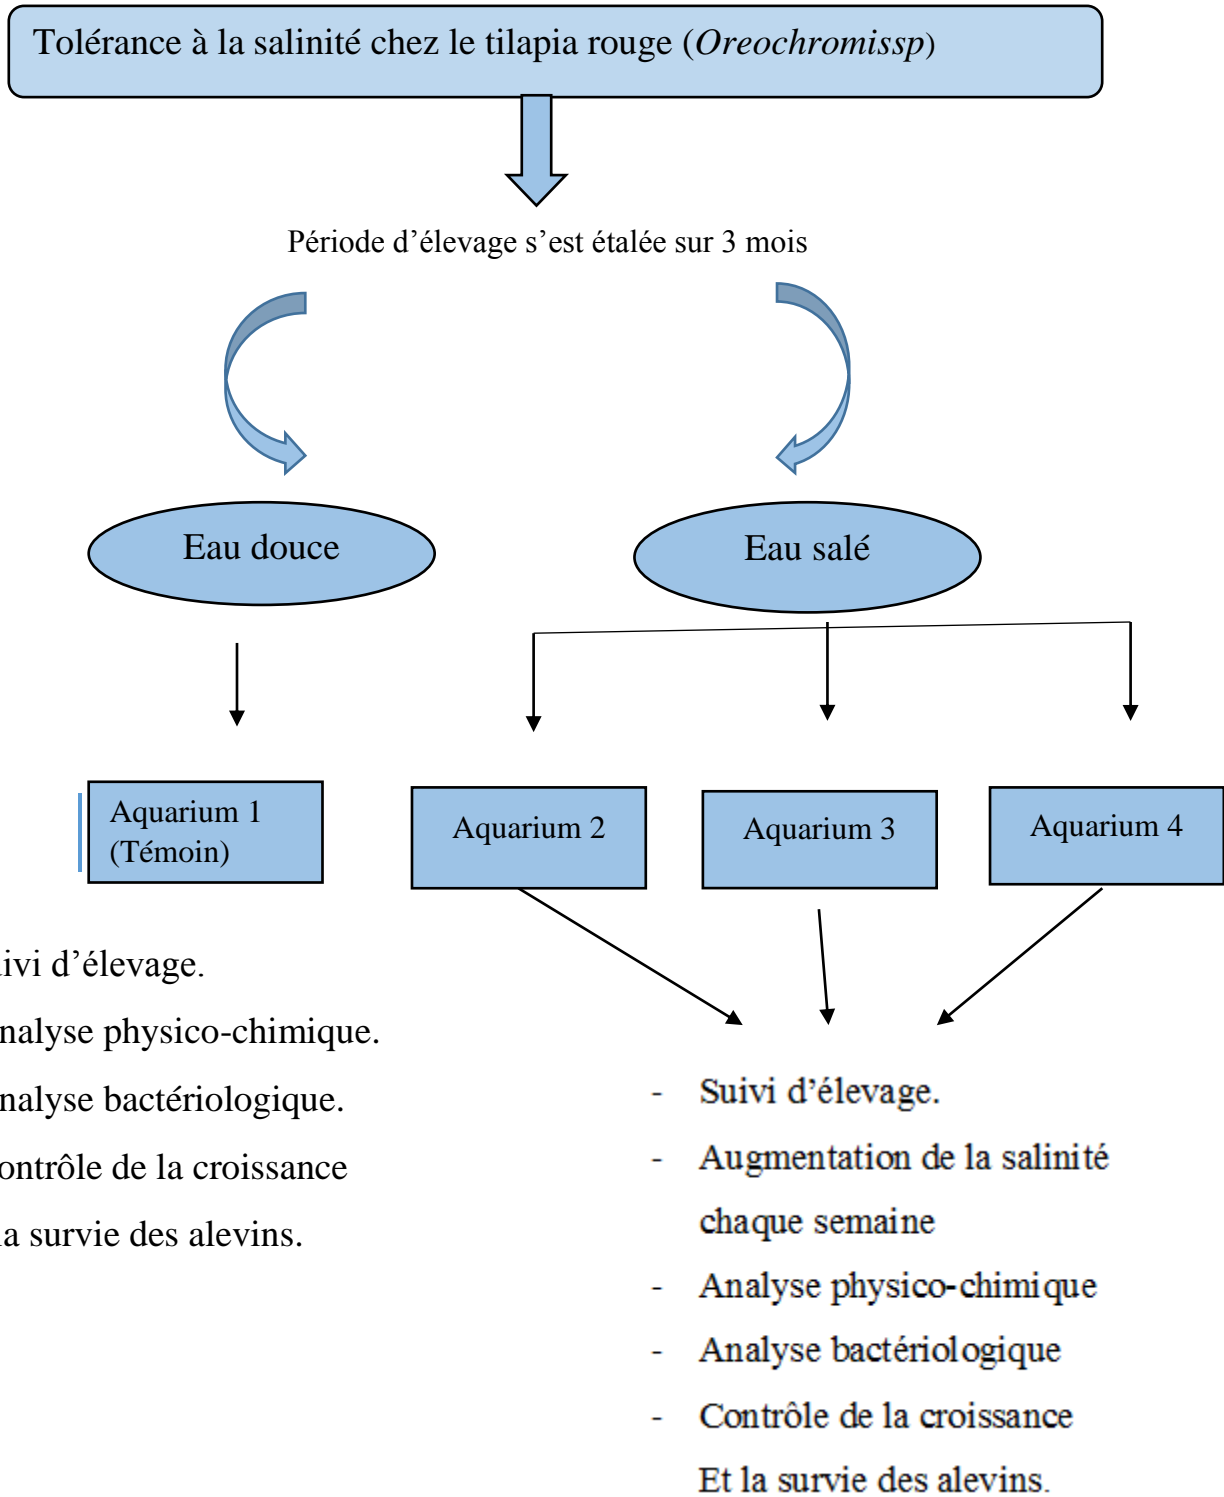 Tolérance à la salinité chez le tilapia rouge (Oreochromissp)
Période d’élevage s’est étalée sur 3 mois
Eau douce
Eau salé
Aquarium 1
(Témoin)
Aquarium 2
Aquarium 3
Aquarium 4
ivi d’élevage.
nalyse physico-chimique.
nalyse bactériologique.
ontrôle de la croissance
la survie des alevins.
- Suivi d’élevage.
- Augmentation de la salinité
chaque semaine
- Analyse physico-chimique
- Analyse bactériologique
- Contrôle de la croissance
Et la survie des alevins.